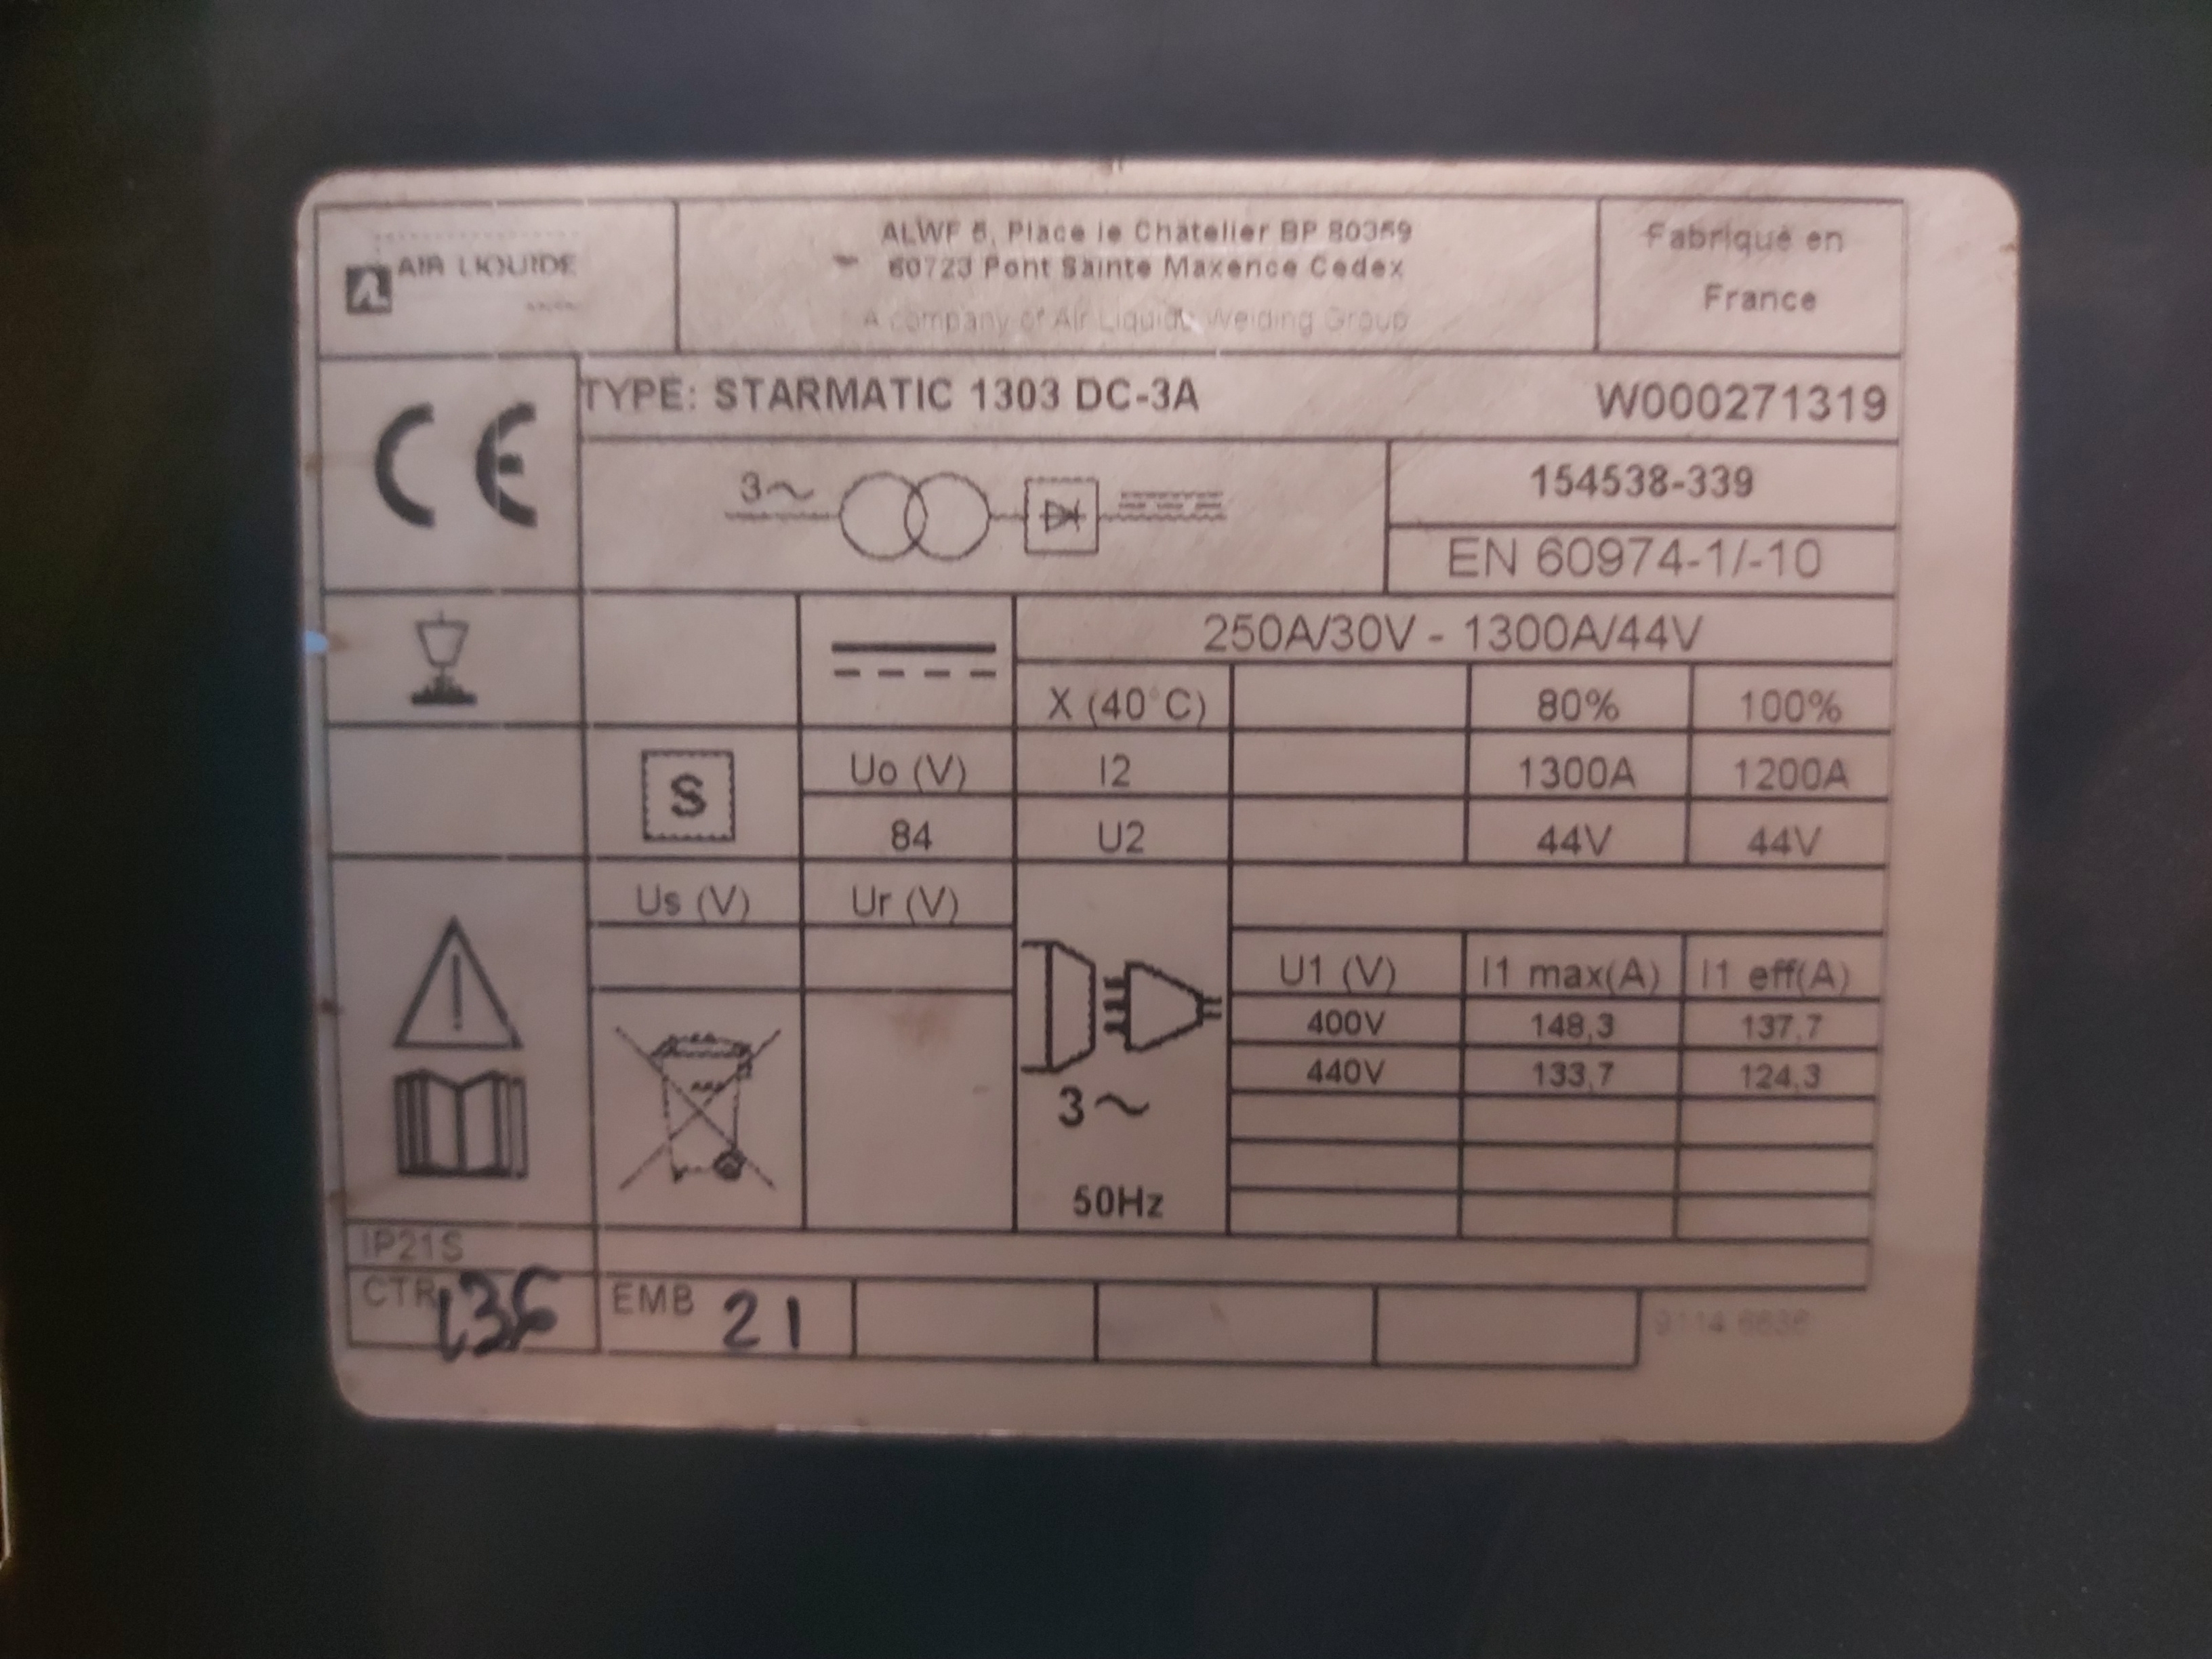 AIR LIQUIDE
ALWF 5, Place le Chatelier BP 80359
60723 Pont Sainte Maxence Cedex
A company of Air Liquide Welding Group
Fabriqué en
France
CE
TYPE: STARMATIC 1303 DC-3A W000271319
3~
154538-339
EN 60974-1/-10
250A/30V - 1300A/44V
X (40°C) 80% 100%
S Uo (V) I2 1300A 1200A
84 U2 44V 44V
Us (V) Ur (V)
U1 (V) I1 max(A) I1 eff(A)
400V 148,3 137,7
440V 133,7 124,3
3~
50Hz
IP21S
CTR 136 EMB 21